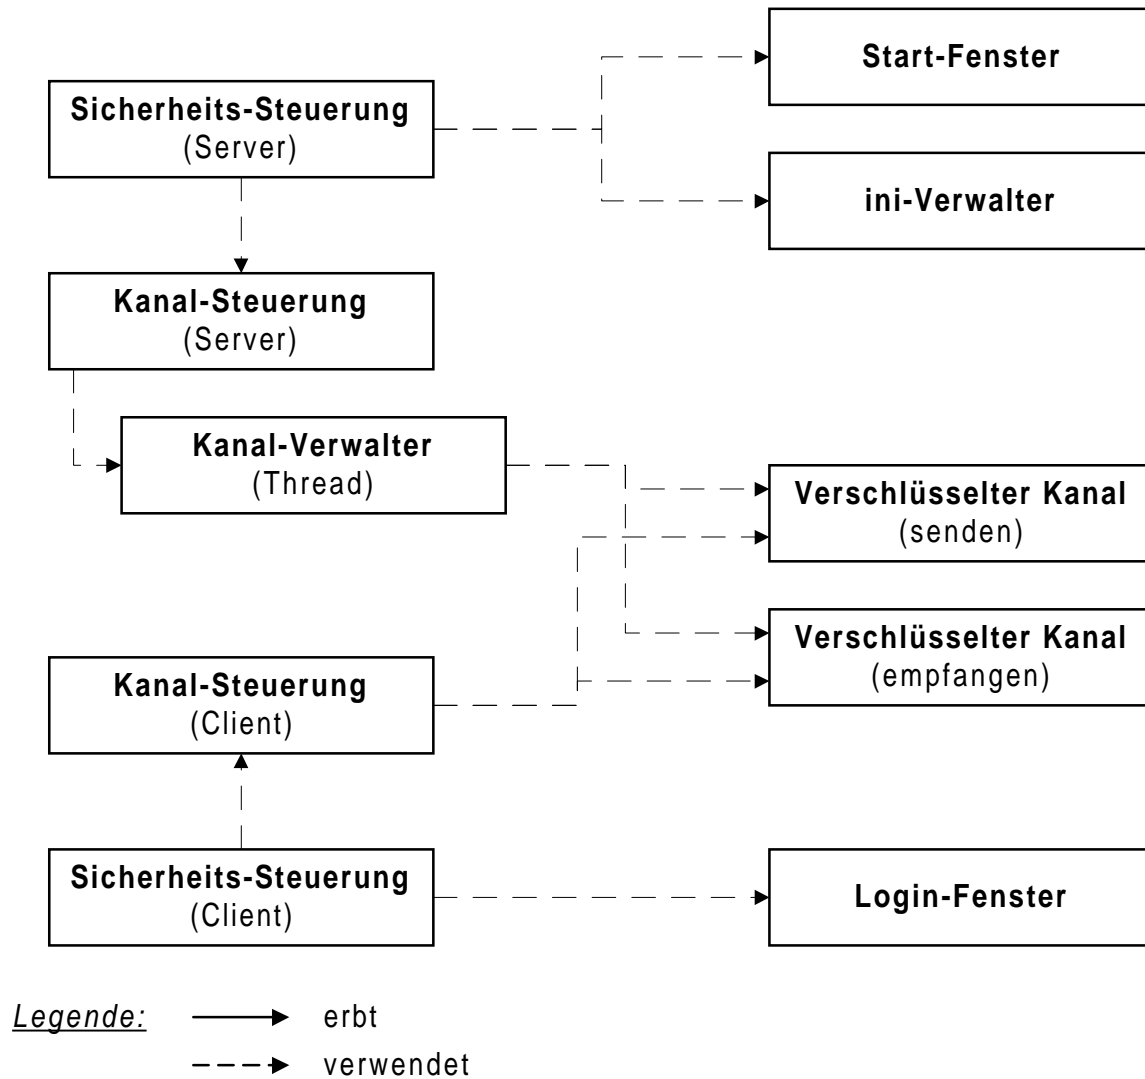 Start-Fenster
Sicherheits-Steuerung
(Server)
ini-Verwalter
Kanal-Steuerung
(Server)
Kanal-Verwalter
(Thread)
Verschlüsselter Kanal
(senden)
Verschlüsselter Kanal
(empfangen)
Kanal-Steuerung
(Client)
Sicherheits-Steuerung
(Client)
Login-Fenster
Legende:
erbt
verwendet